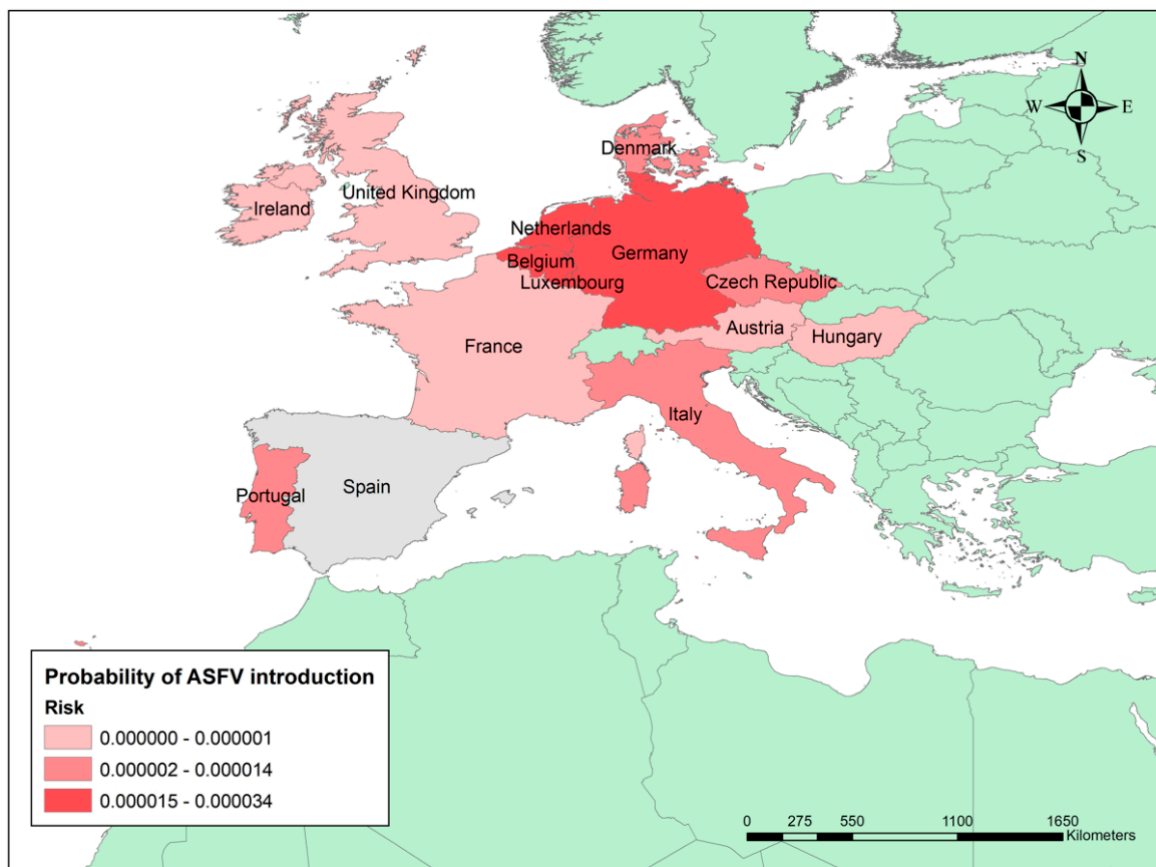 N
W
E
S
Denmark
United Kingdom
Ireland
Netherlands
Germany
Belgium
Luxembourg
Czech Republic
Austria
Hungary
France
Italy
Portugal
Spain
Probability of ASFV introduction
Risk
0.000000 - 0.000001
0.000002 - 0.000014
0.000015 - 0.000034
0 275 550 1100 1650
Kilometers